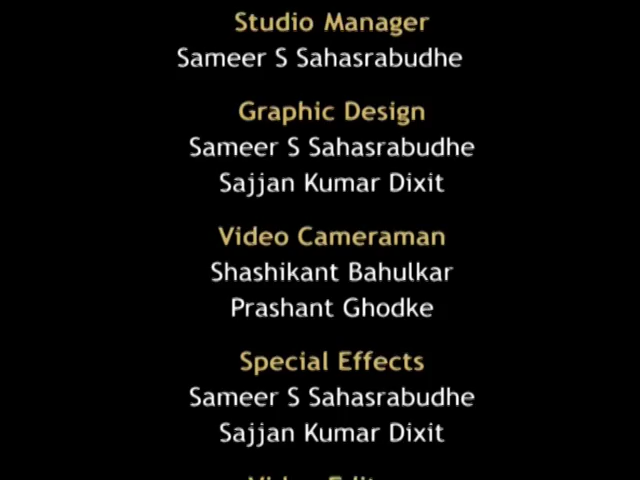 Studio Manager
Sameer S Sahasrabudhe
Graphic Design
Sameer S Sahasrabudhe
Sajjan Kumar Dixit
Video Cameraman
Shashikant Bahulkar
Prashant Ghodke
Special Effects
Sameer S Sahasrabudhe
Sajjan Kumar Dixit